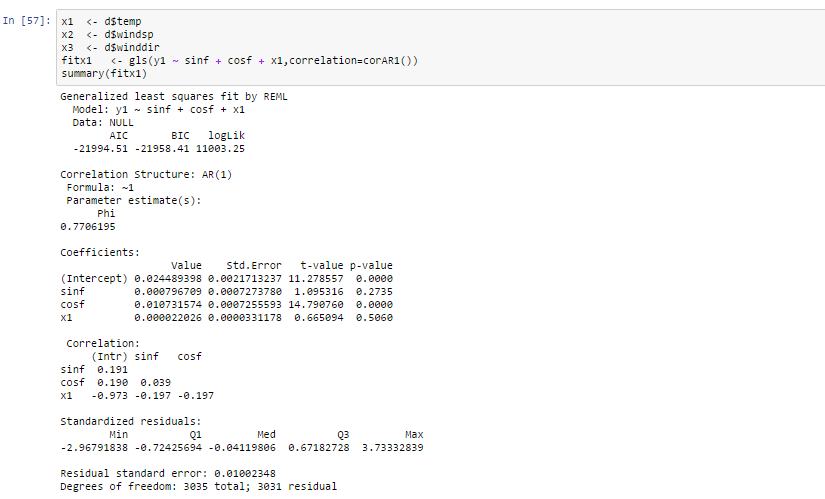 In [57]: x1 <- d$temp
x2 <- d$windsp
x3 <- d$winddir
fitx1 <- gls(y1 ~ sinf + cosf + x1,correlation=corAR1())
summary(fitx1)
Generalized least squares fit by REML
Model: y1 ~ sinf + cosf + x1
Data: NULL
AIC BIC logLik
-21994.51 -21958.41 11003.25
Correlation Structure: AR(1)
Formula: ~1
Parameter estimate(s):
Phi
0.7706195
Coefficients:
Value Std.Error t-value p-value
(Intercept) 0.024489398 0.0021713237 11.278557 0.0000
sinf 0.000796709 0.0007273780 1.095316 0.2735
cosf 0.010731574 0.0007255593 14.790760 0.0000
x1 0.000022026 0.0000331178 0.665094 0.5060
Correlation:
(Intr) sinf cosf
sinf 0.191
cosf 0.190 0.039
x1 -0.973 -0.197 -0.197
Standardized residuals:
Min Q1 Med Q3 Max
-2.96791838 -0.72425694 -0.04119806 0.67182728 3.73332839
Residual standard error: 0.01002348
Degrees of freedom: 3035 total; 3031 residual